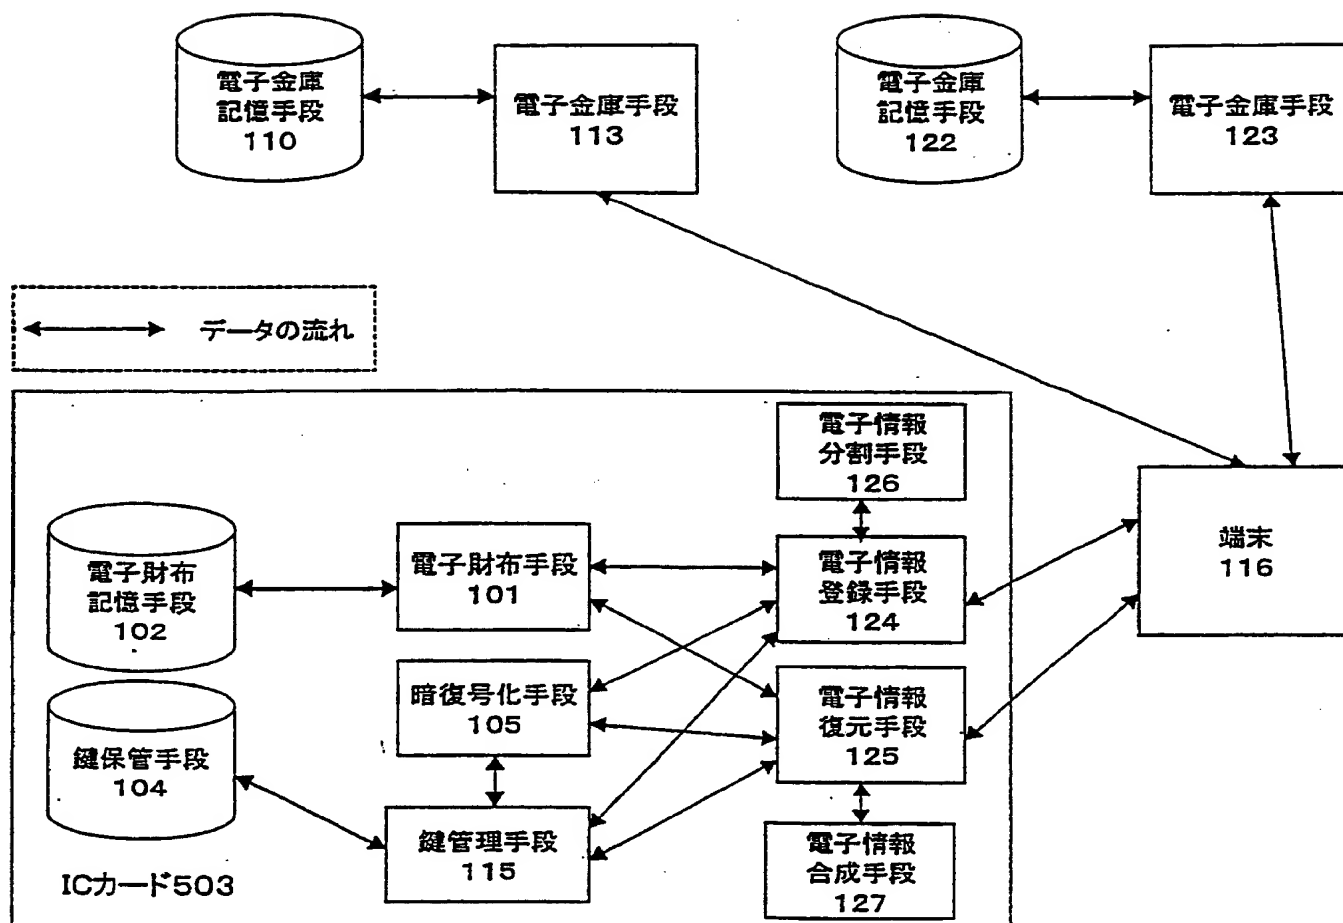 電子金庫
記憶手段
110
電子金庫手段
113
電子金庫
記憶手段
122
電子金庫手段
123
データの流れ
電子情報
分割手段
126
電子財布
記憶手段
102
電子財布手段
101
電子情報
登録手段
124
端末
116
鍵保管手段
104
暗復号化手段
105
電子情報
復元手段
125
鍵管理手段
115
電子情報
合成手段
127
ICカード503